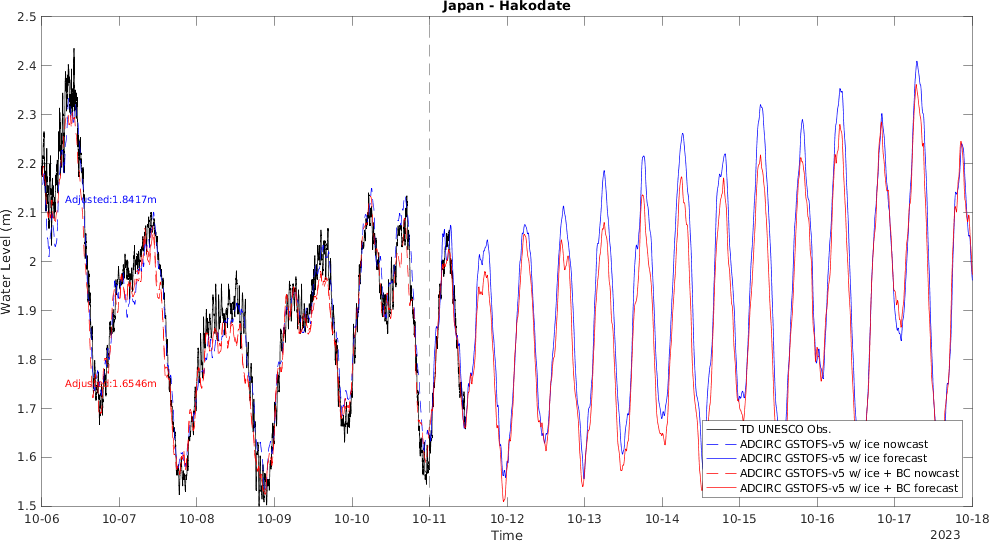 Japan - Hakodate
2.5
2.4
2.3
2.2
2.1
2
1.9
1.8
1.7
1.6
1.5
Water Level (m)
Adjusted:1.8417m
Adjusted:1.6546m
TD UNESCO Obs.
ADCIRC GSTOFS-v5 w/ ice nowcast
ADCIRC GSTOFS-v5 w/ ice forecast
ADCIRC GSTOFS-v5 w/ ice + BC nowcast
ADCIRC GSTOFS-v5 w/ ice + BC forecast
10-06 10-07 10-08 10-09 10-10 10-11 10-12 10-13 10-14 10-15 10-16 10-17 10-18
Time
2023